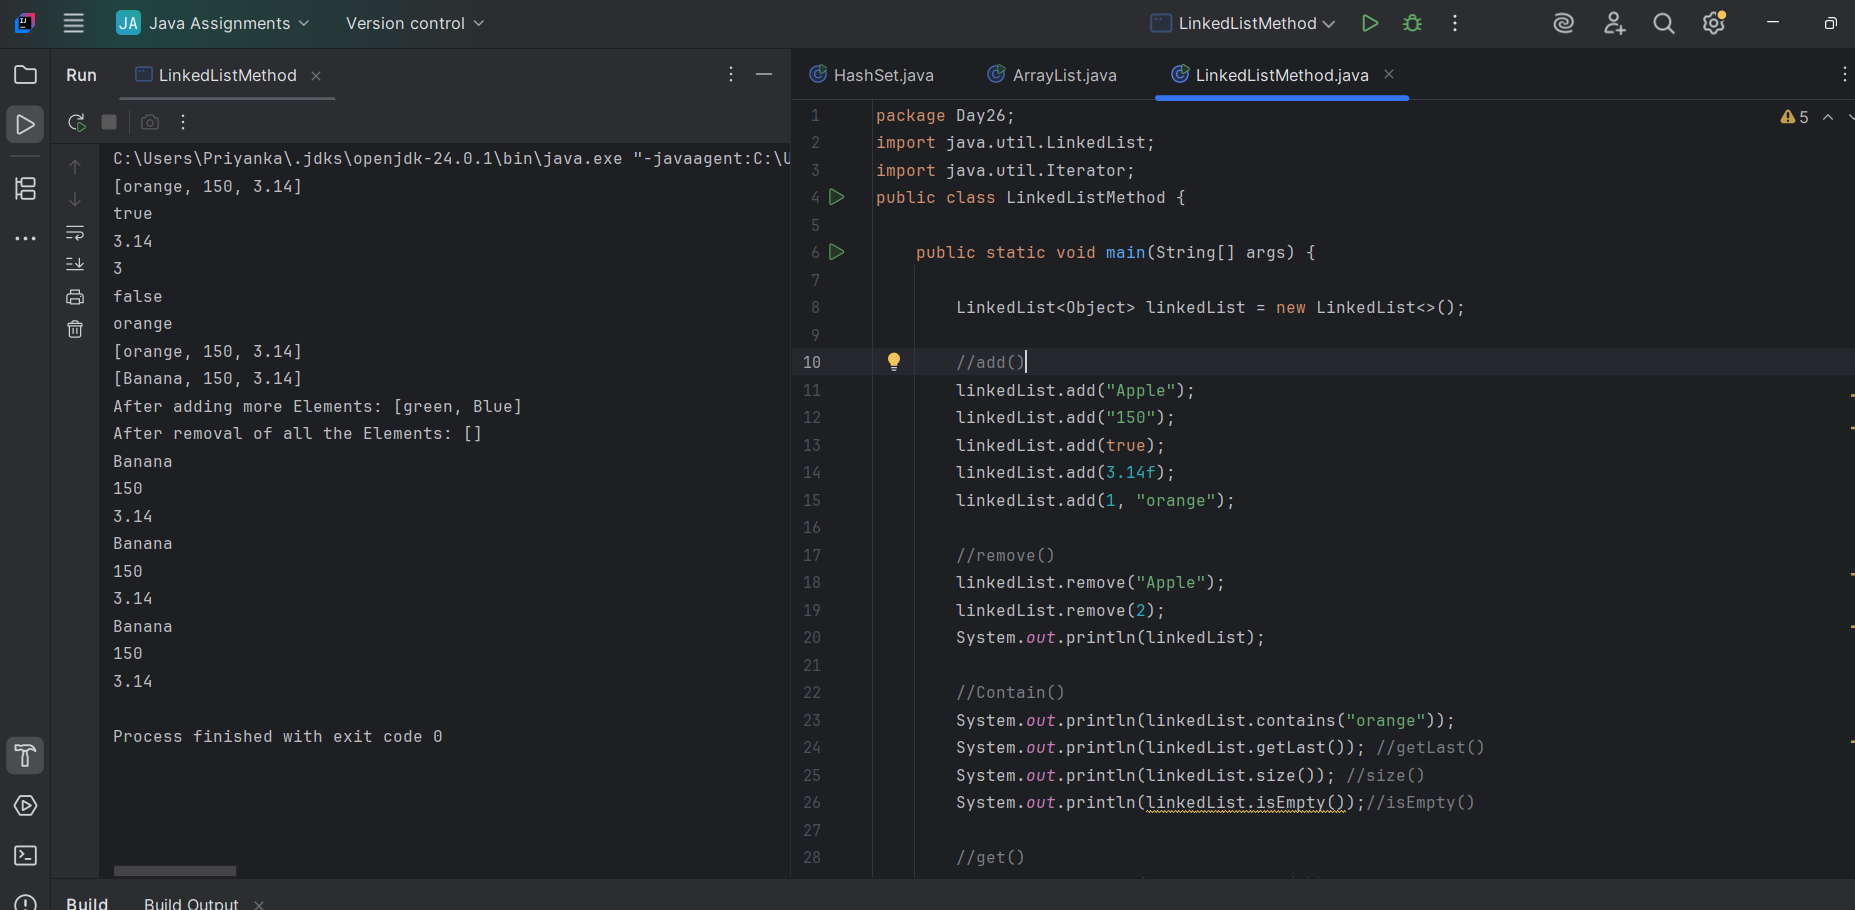 JA Java Assignments Version control LinkedListMethod
Run LinkedListMethod
C:\Users\Priyanka\.jdks\openjdk-24.0.1\bin\java.exe "-javaagent:C:\U
[orange, 150, 3.14]
true
3.14
3
false
orange
[orange, 150, 3.14]
[Banana, 150, 3.14]
After adding more Elements: [green, Blue]
After removal of all the Elements: []
Banana
150
3.14
Banana
150
3.14
Banana
150
3.14
Process finished with exit code 0
HashSet.java ArrayList.java LinkedListMethod.java
5
1 package Day26;
2 import java.util.LinkedList;
3 import java.util.Iterator;
4 public class LinkedListMethod {
5
6 public static void main(String[] args) {
7
8 LinkedList<Object> linkedList = new LinkedList<>();
9
10 //add()
11 linkedList.add("Apple");
12 linkedList.add("150");
13 linkedList.add(true);
14 linkedList.add(3.14f);
15 linkedList.add(1, "orange");
16
17 //remove()
18 linkedList.remove("Apple");
19 linkedList.remove(2);
20 System.out.println(linkedList);
21
22 //Contain()
23 System.out.println(linkedList.contains("orange"));
24 System.out.println(linkedList.getLast()); //getLast()
25 System.out.println(linkedList.size()); //size()
26 System.out.println(linkedList.isEmpty());//isEmpty()
27
28 //get()
Build Build Output